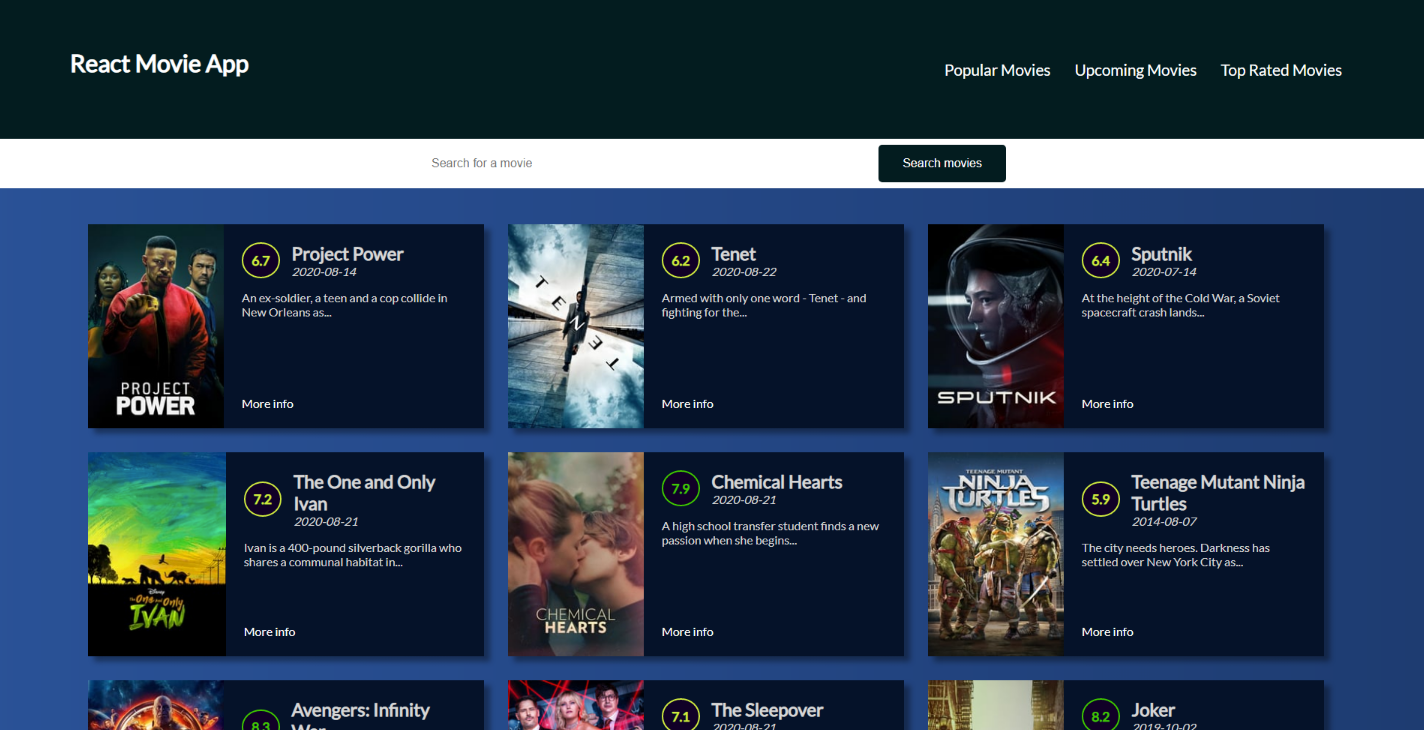 React Movie App
Popular Movies
Upcoming Movies
Top Rated Movies
Search for a movie
Search movies
PROJECT
POWER
6.7
Project Power
2020-08-14
An ex-soldier, a teen and a cop collide in
New Orleans as...
More info
TENET
6.2
Tenet
2020-08-22
Armed with only one word - Tenet - and
fighting for the...
More info
SPUTNIK
6.4
Sputnik
2020-07-14
At the height of the Cold War, a Soviet
spacecraft crash lands...
More info
Disney
The One and Only
IVAN
7.2
The One and Only
Ivan
2020-08-21
Ivan is a 400-pound silverback gorilla who
shares a communal habitat in...
More info
CHEMICAL
HEARTS
7.9
Chemical Hearts
2020-08-21
A high school transfer student finds a new
passion when she begins...
More info
TEENAGE MUTANT
NINJA
TURTLES
5.9
Teenage Mutant Ninja
Turtles
2014-08-07
The city needs heroes. Darkness has
settled over New York City as...
More info
8.3
Avengers: Infinity
War
7.1
The Sleepover
2020-08-21
8.2
Joker
2019-10-02